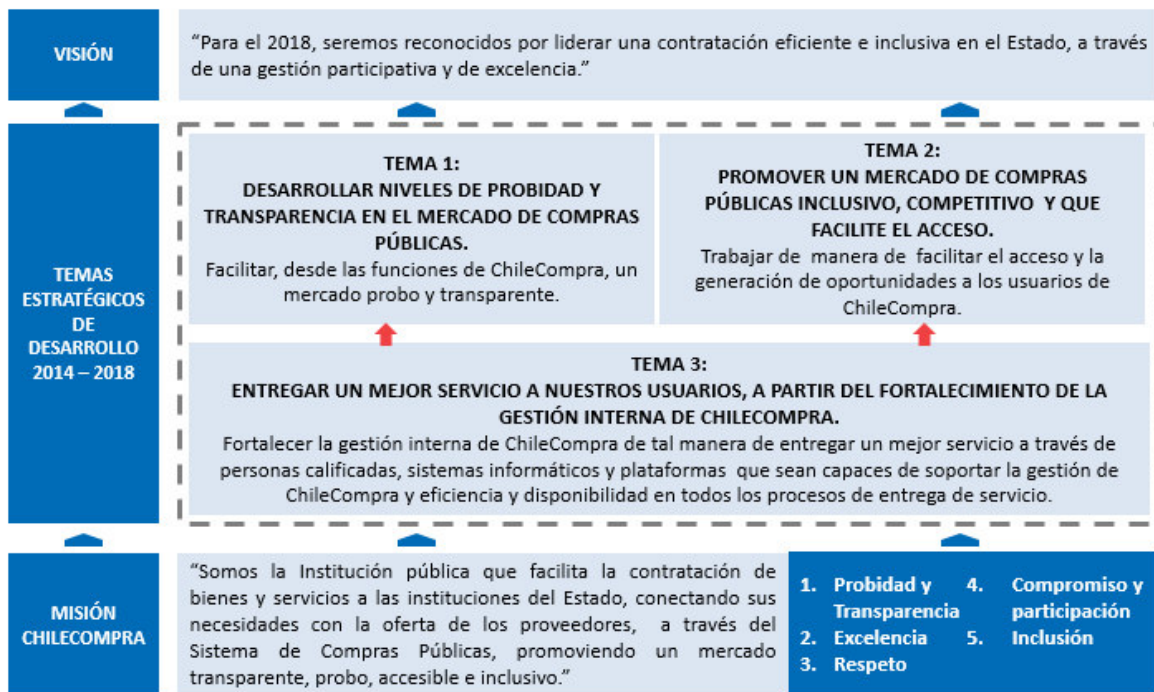 VISIÓN
“Para el 2018, seremos reconocidos por liderar una contratación eficiente e inclusiva en el Estado, a través
de una gestión participativa y de excelencia.”
TEMAS
ESTRATÉGICOS
DE
DESARROLLO
2014 – 2018
TEMA 1:
DESARROLLAR NIVELES DE PROBIDAD Y
TRANSPARENCIA EN EL MERCADO DE COMPRAS
PÚBLICAS.
Facilitar, desde las funciones de ChileCompra, un
mercado probo y transparente.
TEMA 2:
PROMOVER UN MERCADO DE COMPRAS
PÚBLICAS INCLUSIVO, COMPETITIVO Y QUE
FACILITE EL ACCESO.
Trabajar de manera de facilitar el acceso y la
generación de oportunidades a los usuarios de
ChileCompra.
TEMA 3:
ENTREGAR UN MEJOR SERVICIO A NUESTROS USUARIOS, A PARTIR DEL FORTALECIMIENTO DE LA
GESTIÓN INTERNA DE CHILECOMPRA.
Fortalecer la gestión interna de ChileCompra de tal manera de entregar un mejor servicio a través de
personas calificadas, sistemas informáticos y plataformas que sean capaces de soportar la gestión de
ChileCompra y eficiencia y disponibilidad en todos los procesos de entrega de servicio.
MISIÓN
CHILECOMPRA
“Somos la Institución pública que facilita la contratación de
bienes y servicios a las instituciones del Estado, conectando sus
necesidades con la oferta de los proveedores, a través del
Sistema de Compras Públicas, promoviendo un mercado
transparente, probo, accesible e inclusivo.”
1. Probidad y
Transparencia
2. Excelencia
3. Respeto
4. Compromiso y
participación
5. Inclusión